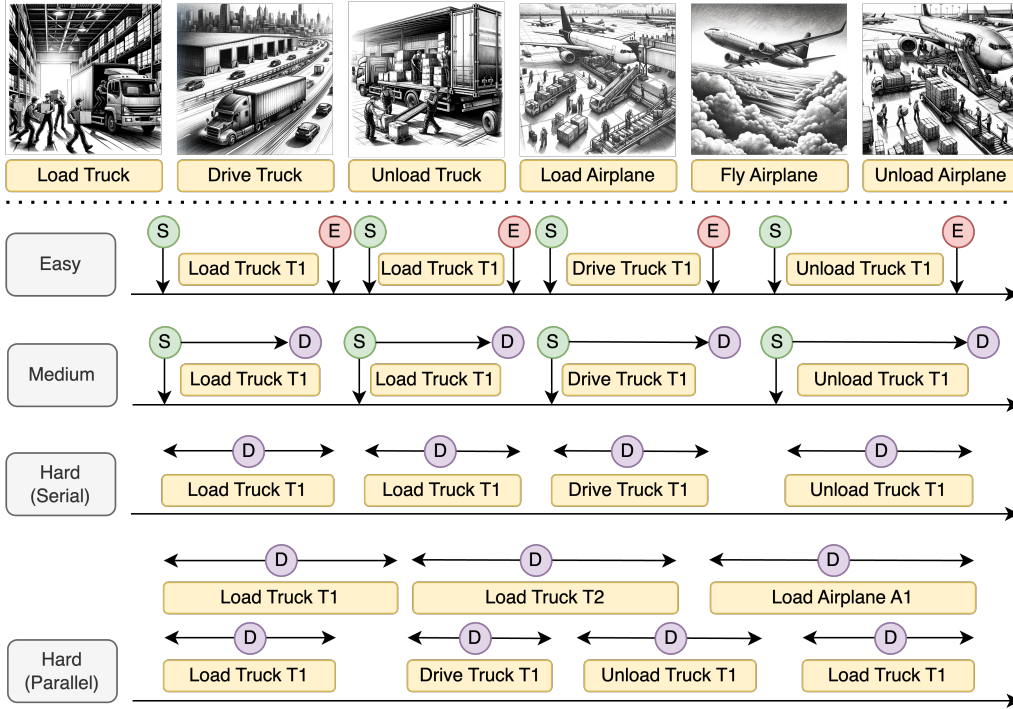 Load Truck
Drive Truck
Unload Truck
Load Airplane
Fly Airplane
Unload Airplane
S
E
S
E
S
E
S
E
Easy
Load Truck T1
Load Truck T1
Drive Truck T1
Unload Truck T1
S
D
S
D
S
D
S
D
Medium
Load Truck T1
Load Truck T1
Drive Truck T1
Unload Truck T1
D
D
D
D
Hard
(Serial)
Load Truck T1
Load Truck T1
Drive Truck T1
Unload Truck T1
D
D
D
Load Truck T1
Load Truck T2
Load Airplane A1
D
D
D
D
Hard
(Parallel)
Load Truck T1
Drive Truck T1
Unload Truck T1
Load Truck T1